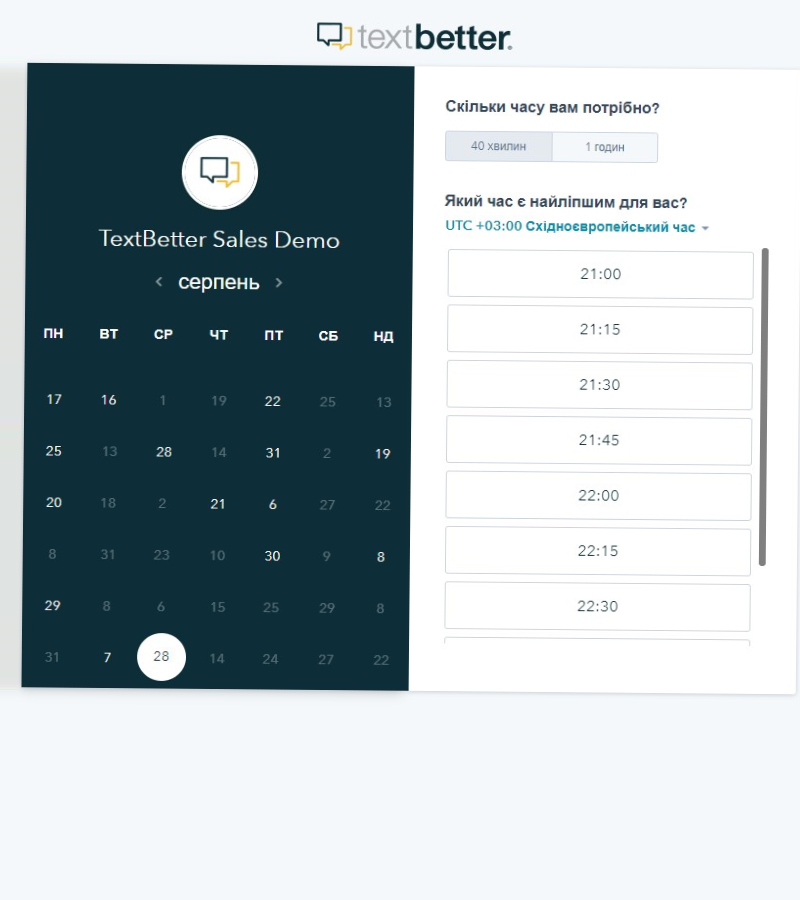 textbetter.
TextBetter Sales Demo
серпень
ПН ВТ СР ЧТ ПТ СБ НД
17 16 1 19 22 25 13
25 13 28 14 31 2 19
20 18 2 21 6 27 22
8 31 23 10 30 9 8
29 8 6 15 25 29 8
31 7 28 14 24 27 22
Скільки часу вам потрібно?
40 хвилин 1 годин
Який час є найліпшим для вас?
UTC +03:00 Східноєвропейський час
21:00
21:15
21:30
21:45
22:00
22:15
22:30